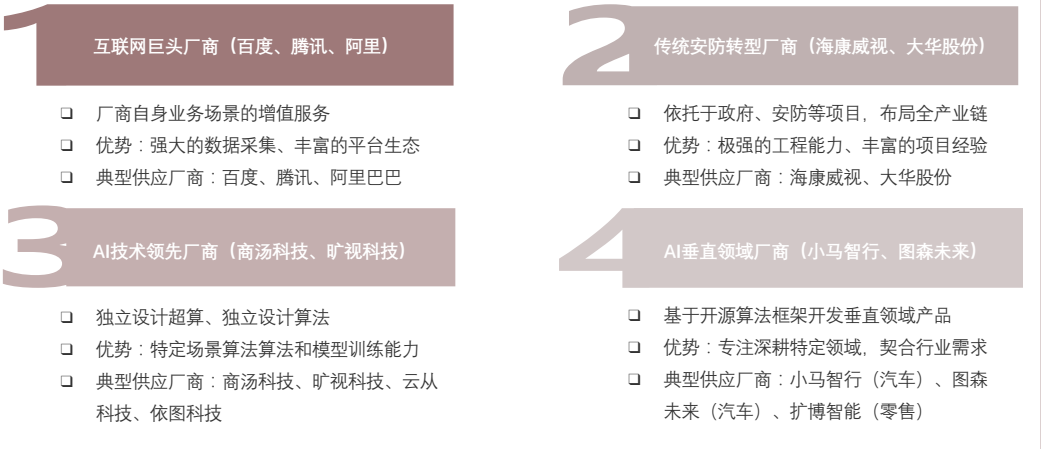 1
互联网巨头厂商（百度、腾讯、阿里）
❑ 厂商自身业务场景的增值服务
❑ 优势：强大的数据采集、丰富的平台生态
❑ 典型供应厂商：百度、腾讯、阿里巴巴
2
传统安防转型厂商（海康威视、大华股份）
❑ 依托于政府、安防等项目，布局全产业链
❑ 优势：极强的工程能力、丰富的项目经验
❑ 典型供应厂商：海康威视、大华股份
3
AI技术领先厂商（商汤科技、旷视科技）
❑ 独立设计超算、独立设计算法
❑ 优势：特定场景算法算法和模型训练能力
❑ 典型供应厂商：商汤科技、旷视科技、云从
科技、依图科技
4
AI垂直领域厂商（小马智行、图森未来）
❑ 基于开源算法框架开发垂直领域产品
❑ 优势：专注深耕特定领域，契合行业需求
❑ 典型供应厂商：小马智行（汽车）、图森
未来（汽车）、扩博智能（零售）